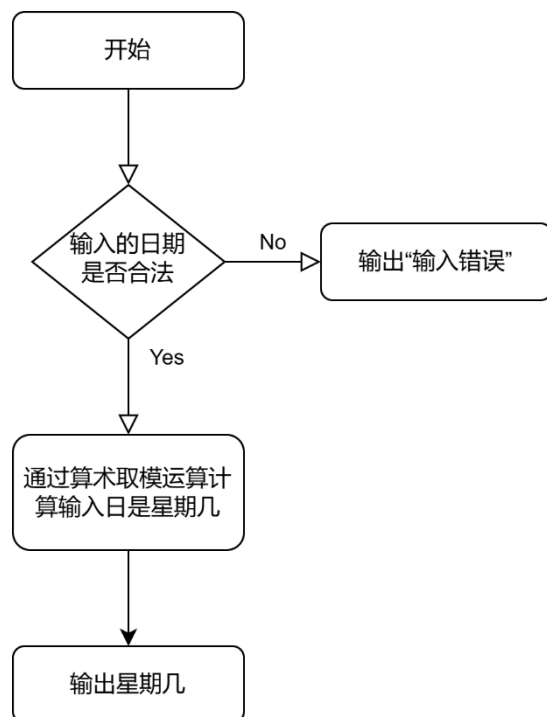 开始
输入的日期
是否合法
No
输出“输入错误”
Yes
通过算术取模运算计
算输入日是星期几
输出星期几